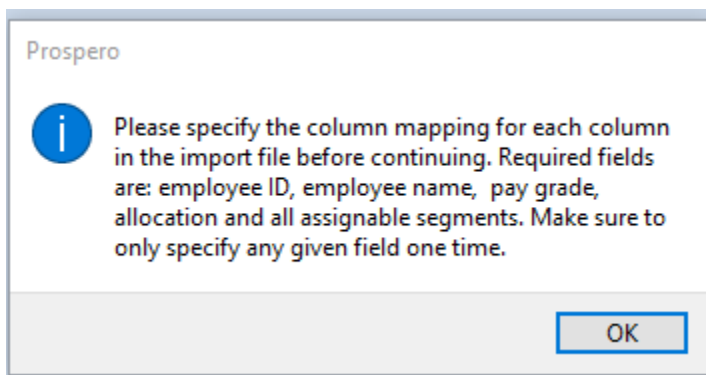 Prospero
Please specify the column mapping for each column
in the import file before continuing. Required fields
are: employee ID, employee name,  pay grade,
allocation and all assignable segments. Make sure to
only specify any given field one time.
OK